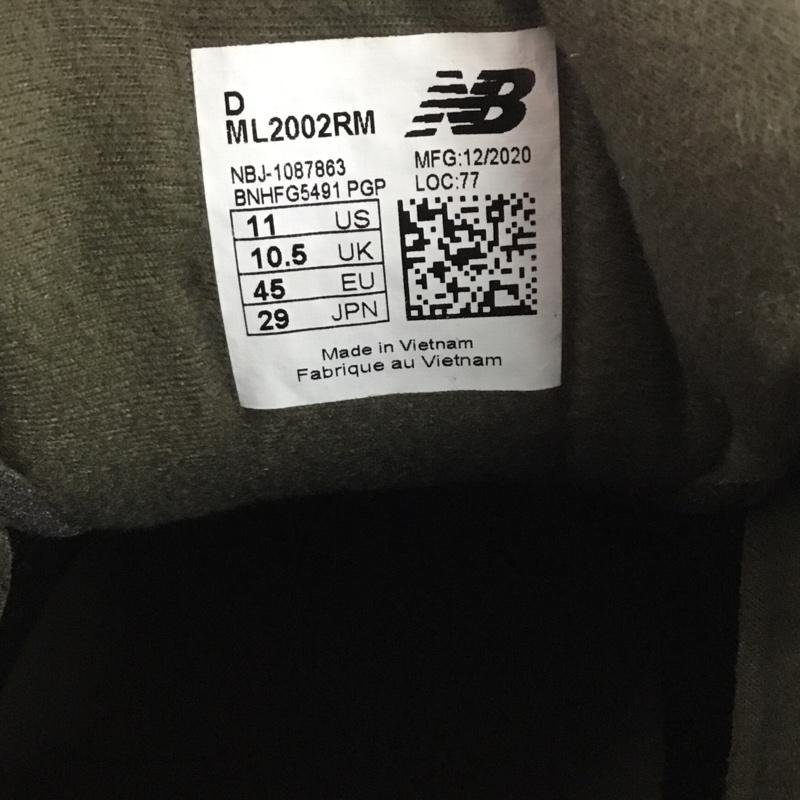 D
ML2002RM
NB
NBJ-1087863
BNHFG5491 PGP
MFG:12/2020
LOC:77
11 US
10.5 UK
45 EU
29 JPN
Made in Vietnam
Fabrique au Vietnam